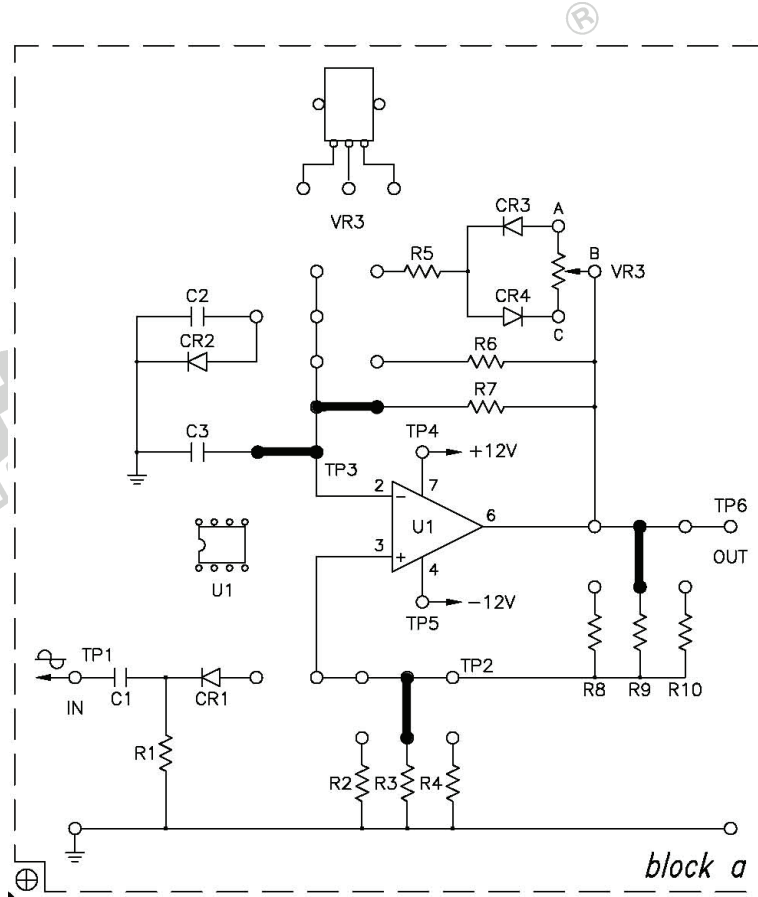 ®
VR3
CR3
A
R5
B
VR3
CR4
C
C2
CR2
R6
R7
C3
TP3
TP4
+12V
2
−
7
U1
6
3
+
4
TP6
OUT
U1
−12V
TP5
TP1
IN
C1
CR1
TP2
R8
R9
R10
R1
R2
R3
R4
block a